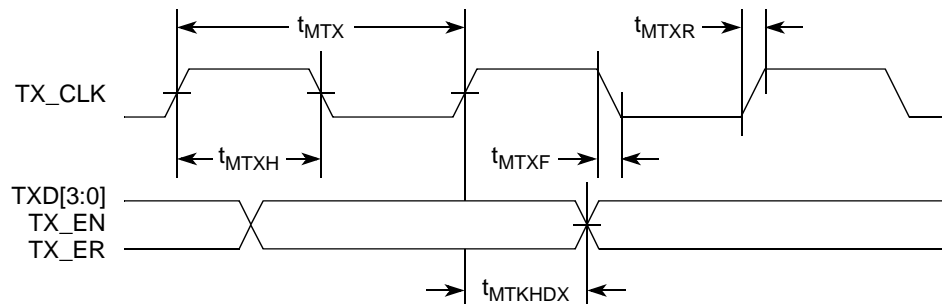 tMTX
tMTXR
TX_CLK
tMTXH
tMTXF
TXD[3:0]
TX_EN
TX_ER
tMTKHDX